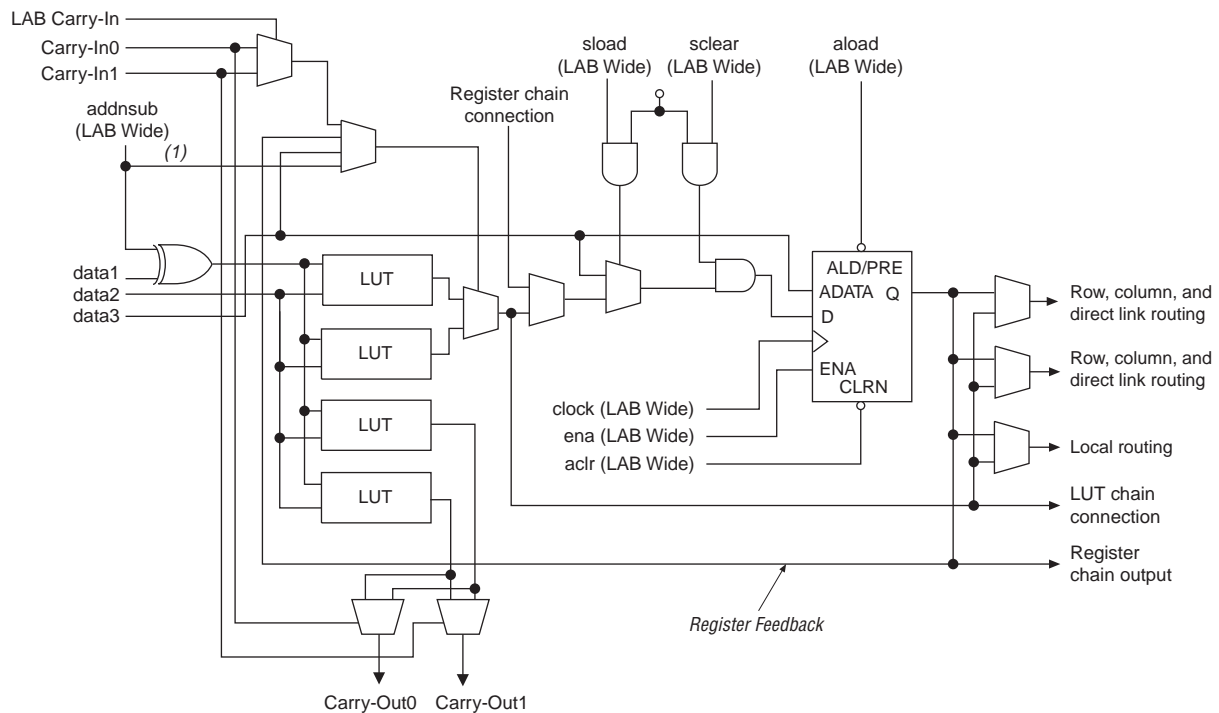 LAB Carry-In
Carry-In0
Carry-In1
addnsub
(LAB Wide)
(1)
data1
data2
data3
LUT
LUT
LUT
LUT
Register chain
connection
sload
(LAB Wide)
sclear
(LAB Wide)
aload
(LAB Wide)
ALD/PRE
ADATA Q
D
ENA
CLRN
clock (LAB Wide)
ena (LAB Wide)
aclr (LAB Wide)
Row, column, and
direct link routing
Row, column, and
direct link routing
Local routing
LUT chain
connection
Register
chain output
Register Feedback
Carry-Out0
Carry-Out1